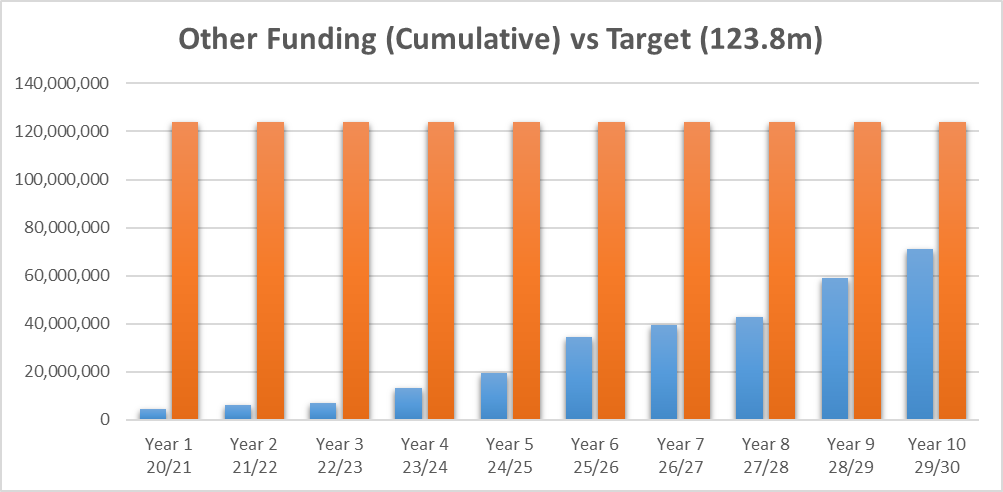 Other Funding (Cumulative) vs Target (123.8m)
140,000,000
120,000,000
100,000,000
80,000,000
60,000,000
40,000,000
20,000,000
0
Year 1 Year 2 Year 3 Year 4 Year 5 Year 6 Year 7 Year 8 Year 9 Year 10
20/21 21/22 22/23 23/24 24/25 25/26 26/27 27/28 28/29 29/30